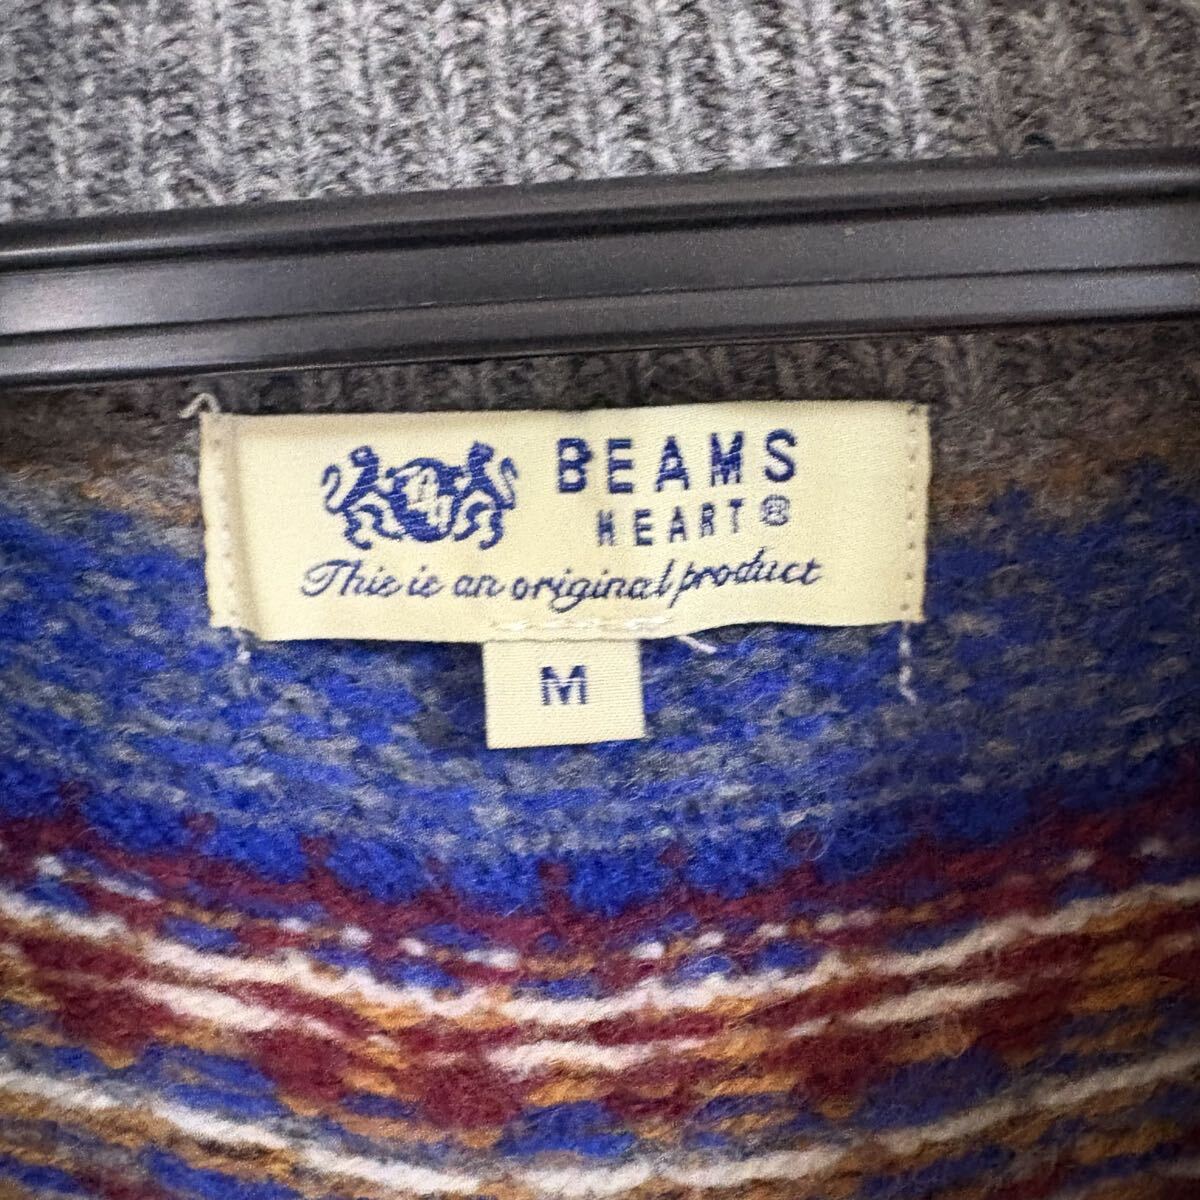 BEAMS
HEART®
This is an original product
M